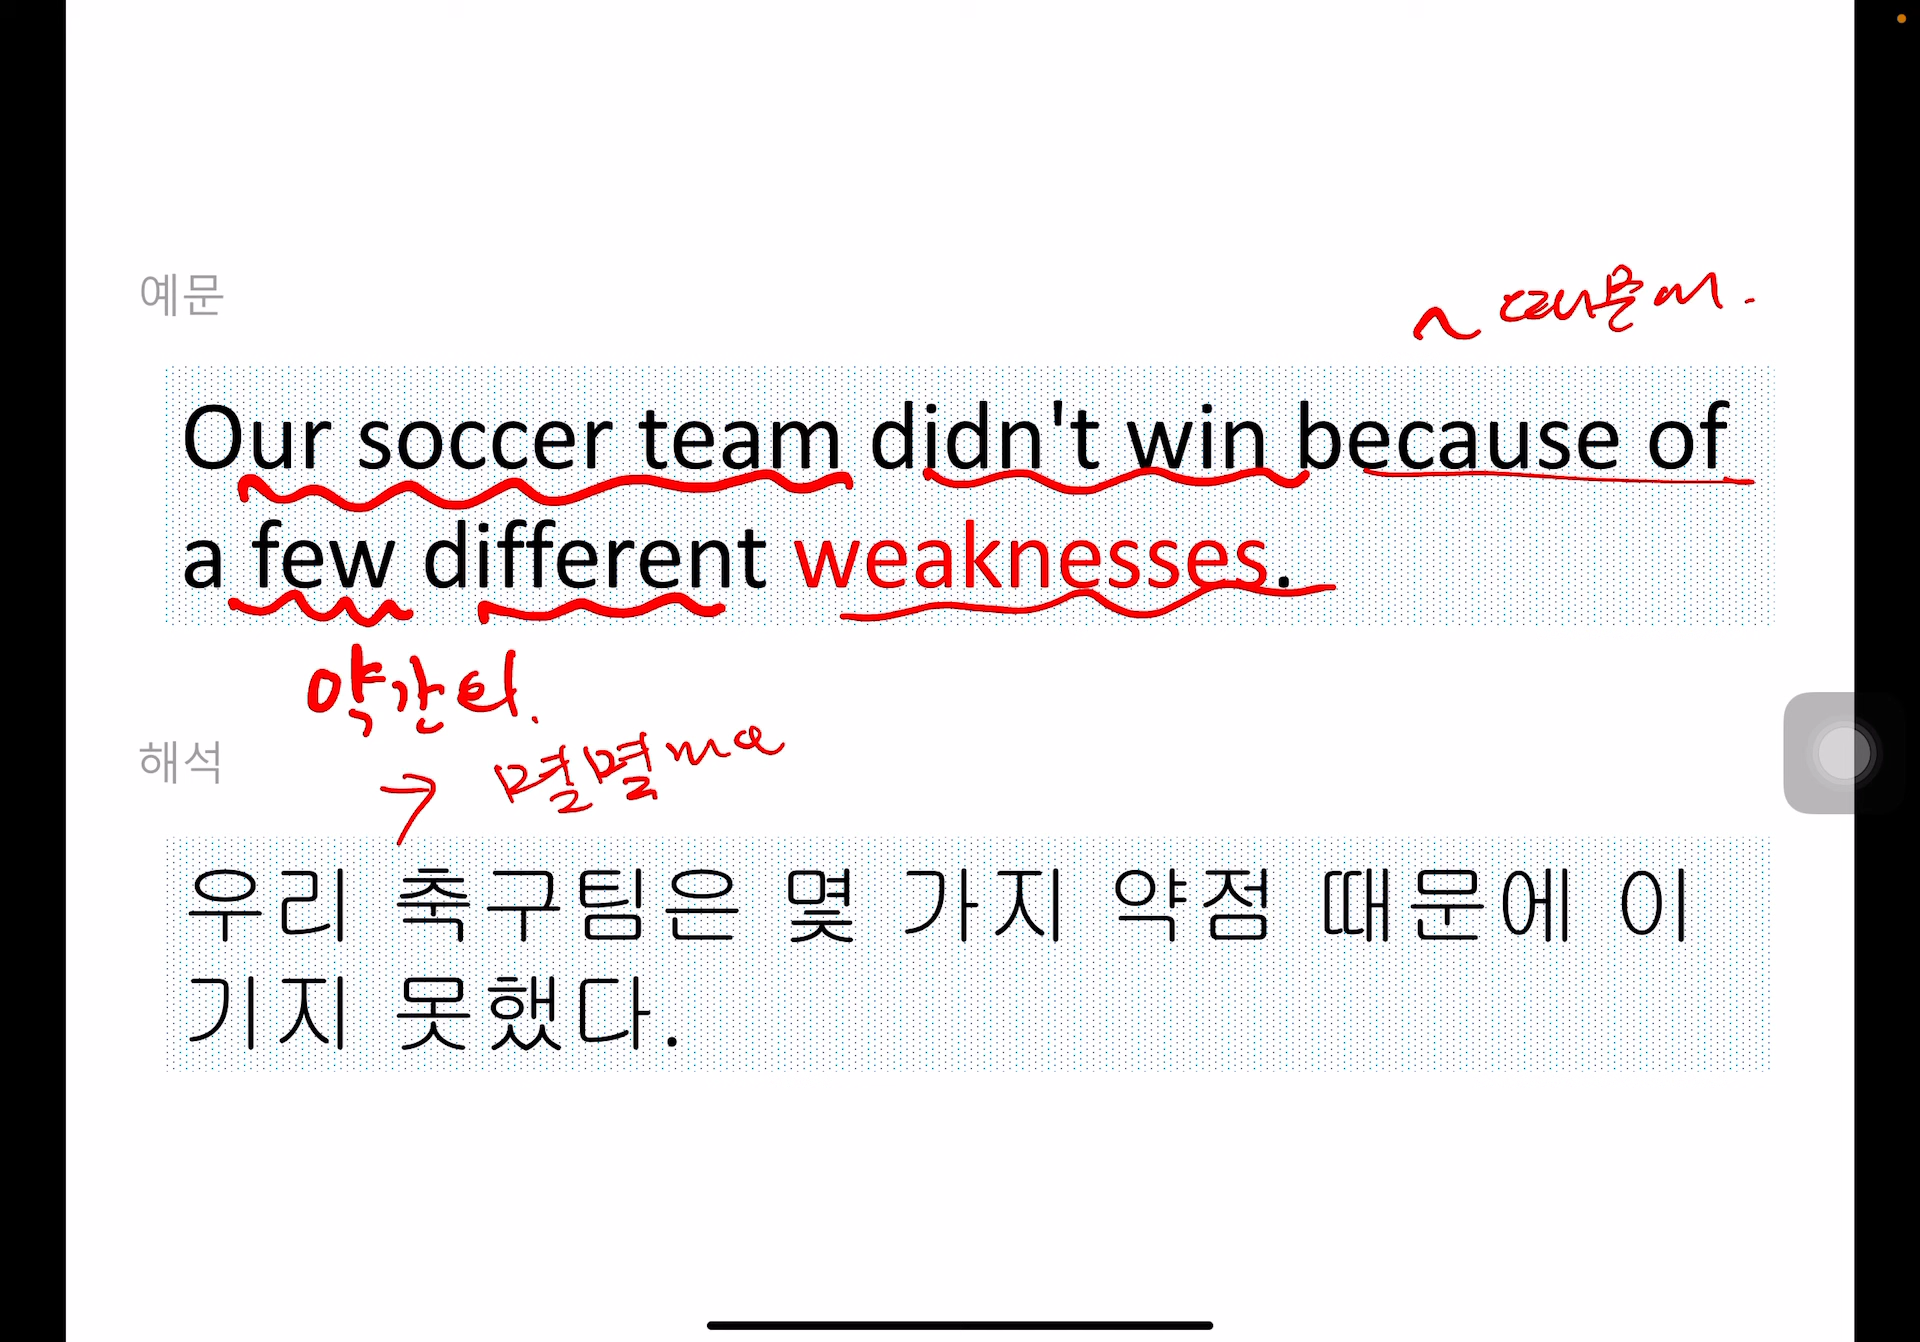 예문
~ 때문에.
Our soccer team didn't win because of
a few different weaknesses.
약간의.
해석
→ 몇몇의
우리 축구팀은 몇 가지 약점 때문에 이
기지 못했다.